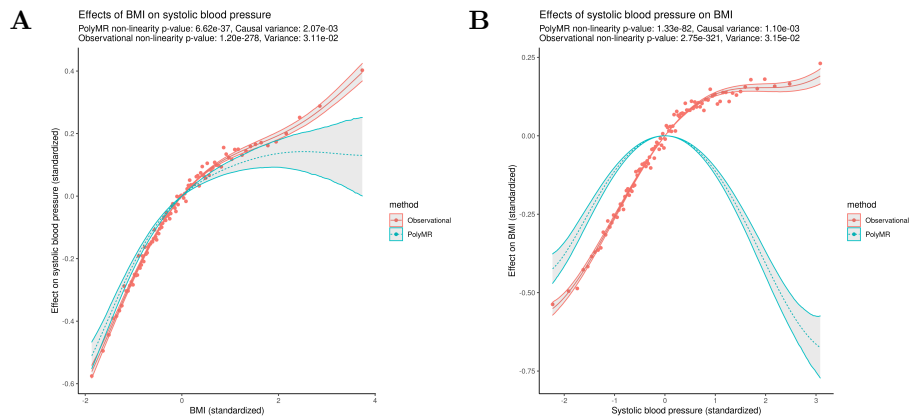 A
Effects of BMI on systolic blood pressure
PolyMR non-linearity p-value: 6.62e-37, Causal variance: 2.07e-03
Observational non-linearity p-value: 1.20e-278, Variance: 3.11e-02
Effect on systolic blood pressure (standardized)
0.4
0.2
0.0
-0.2
-0.4
-0.6
-2
0
2
4
BMI (standardized)
method
Observational
PolyMR
B
Effects of systolic blood pressure on BMI
PolyMR non-linearity p-value: 1.33e-82, Causal variance: 1.10e-03
Observational non-linearity p-value: 2.75e-321, Variance: 3.15e-02
Effect on BMI (standardized)
0.25
0.00
-0.25
-0.50
-0.75
-2
-1
0
1
2
3
Systolic blood pressure (standardized)
method
Observational
PolyMR